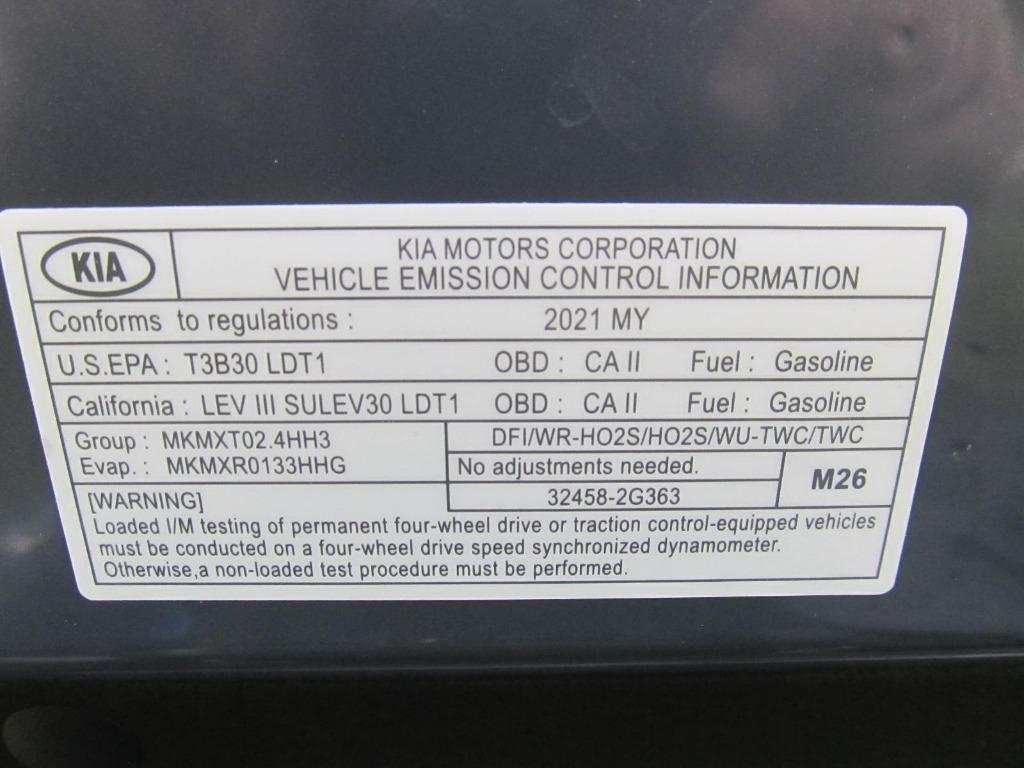 KIA
KIA MOTORS CORPORATION
VEHICLE EMISSION CONTROL INFORMATION
Conforms to regulations : 2021 MY
U.S.EPA : T3B30 LDT1 OBD : CA II Fuel : Gasoline
California : LEV III SULEV30 LDT1 OBD : CA II Fuel : Gasoline
Group : MKMXT02.4HH3 DFI/WR-HO2S/HO2S/WU-TWC/TWC
Evap. : MKMXR0133HHG No adjustments needed. M26
32458-2G363
[WARNING]
Loaded I/M testing of permanent four-wheel drive or traction control-equipped vehicles
must be conducted on a four-wheel drive speed synchronized dynamometer.
Otherwise,a non-loaded test procedure must be performed.